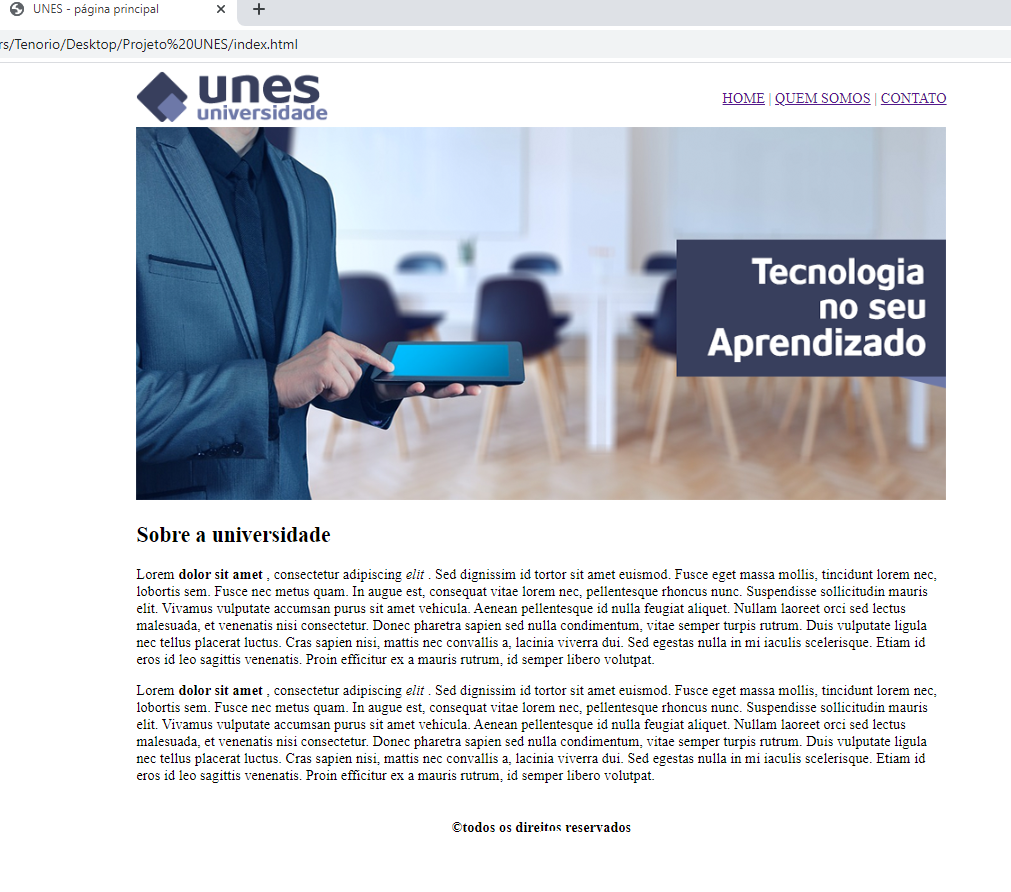 UNES - página principal
rs/Tenorio/Desktop/Projeto%20UNES/index.html
unes
universidade
HOME | QUEM SOMOS | CONTATO
Tecnologia
no seu
Aprendizado
Sobre a universidade
Lorem dolor sit amet , consectetur adipiscing elit . Sed dignissim id tortor sit amet euismod. Fusce eget massa mollis, tincidunt lorem nec,
lobortis sem. Fusce nec metus quam. In augue est, consequat vitae lorem nec, pellentesque rhoncus nunc. Suspendisse sollicitudin mauris
elit. Vivamus vulputate accumsan purus sit amet vehicula. Aenean pellentesque id nulla feugiat aliquet. Nullam laoreet orci sed lectus
malesuada, et venenatis nisi consectetur. Donec pharetra sapien sed nulla condimentum, vitae semper turpis rutrum. Duis vulputate ligula
nec tellus placerat luctus. Cras sapien nisi, mattis nec convallis a, lacinia viverra dui. Sed egestas nulla in mi iaculis scelerisque. Etiam id
eros id leo sagittis venenatis. Proin efficitur ex a mauris rutrum, id semper libero volutpat.
Lorem dolor sit amet , consectetur adipiscing elit . Sed dignissim id tortor sit amet euismod. Fusce eget massa mollis, tincidunt lorem nec,
lobortis sem. Fusce nec metus quam. In augue est, consequat vitae lorem nec, pellentesque rhoncus nunc. Suspendisse sollicitudin mauris
elit. Vivamus vulputate accumsan purus sit amet vehicula. Aenean pellentesque id nulla feugiat aliquet. Nullam laoreet orci sed lectus
malesuada, et venenatis nisi consectetur. Donec pharetra sapien sed nulla condimentum, vitae semper turpis rutrum. Duis vulputate ligula
nec tellus placerat luctus. Cras sapien nisi, mattis nec convallis a, lacinia viverra dui. Sed egestas nulla in mi iaculis scelerisque. Etiam id
eros id leo sagittis venenatis. Proin efficitur ex a mauris rutrum, id semper libero volutpat.
©todos os direitos reservados